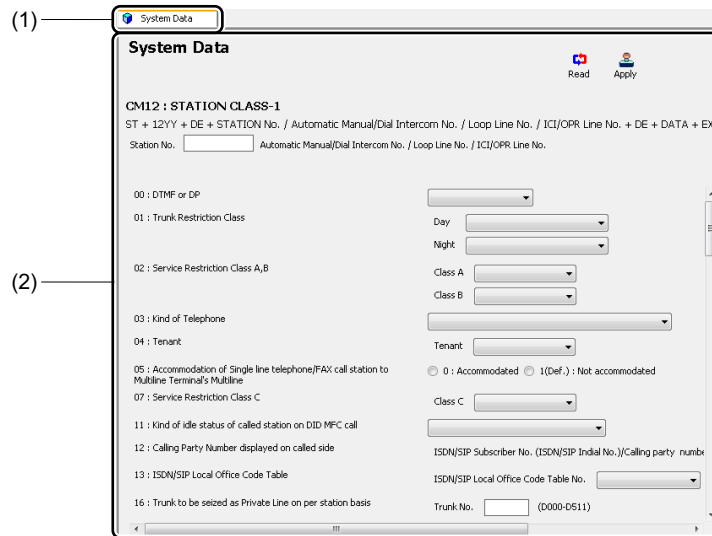 (1)
System Data
(2)
System Data
Read Apply
CM12 : STATION CLASS-1
ST + 12YY + DE + STATION No. / Automatic Manual/Dial Intercom No. / Loop Line No. / ICI/OPR Line No. + DE + DATA + EX
Station No. Automatic Manual/Dial Intercom No. / Loop Line No. / ICI/OPR Line No.
00 : DTMF or DP
01 : Trunk Restriction Class Day
Night
02 : Service Restriction Class A,B Class A
Class B
03 : Kind of Telephone
04 : Tenant Tenant
05 : Accommodation of Single line telephone/FAX call station to
Multiline Terminal's Multiline
0 : Accommodated 1(Def.) : Not accommodated
07 : Service Restriction Class C Class C
11 : Kind of idle status of called station on DID MFC call
12 : Calling Party Number displayed on called side ISDN/SIP Subscriber No. (ISDN/SIP Indial No.)/Calling party numbe
13 : ISDN/SIP Local Office Code Table ISDN/SIP Local Office Code Table No.
16 : Trunk to be seized as Private Line on per station basis Trunk No. (D000-D511)